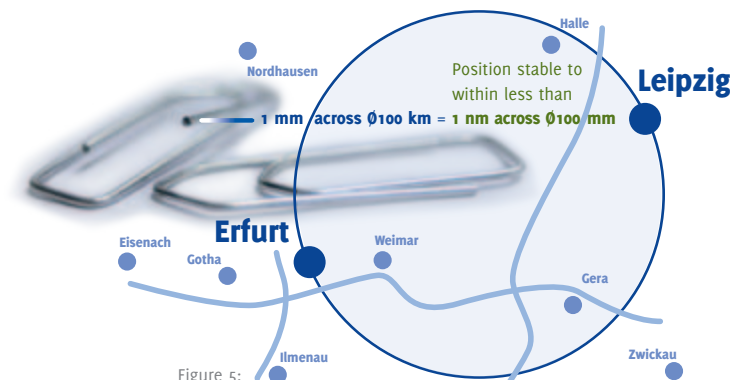 Halle
Nordhausen
Position stable to
within less than
Leipzig
1 mm across Ø100 km = 1 nm across Ø100 mm
Erfurt
Eisenach
Gotha
Weimar
Gera
Ilmenau
Zwickau
Figure 5: